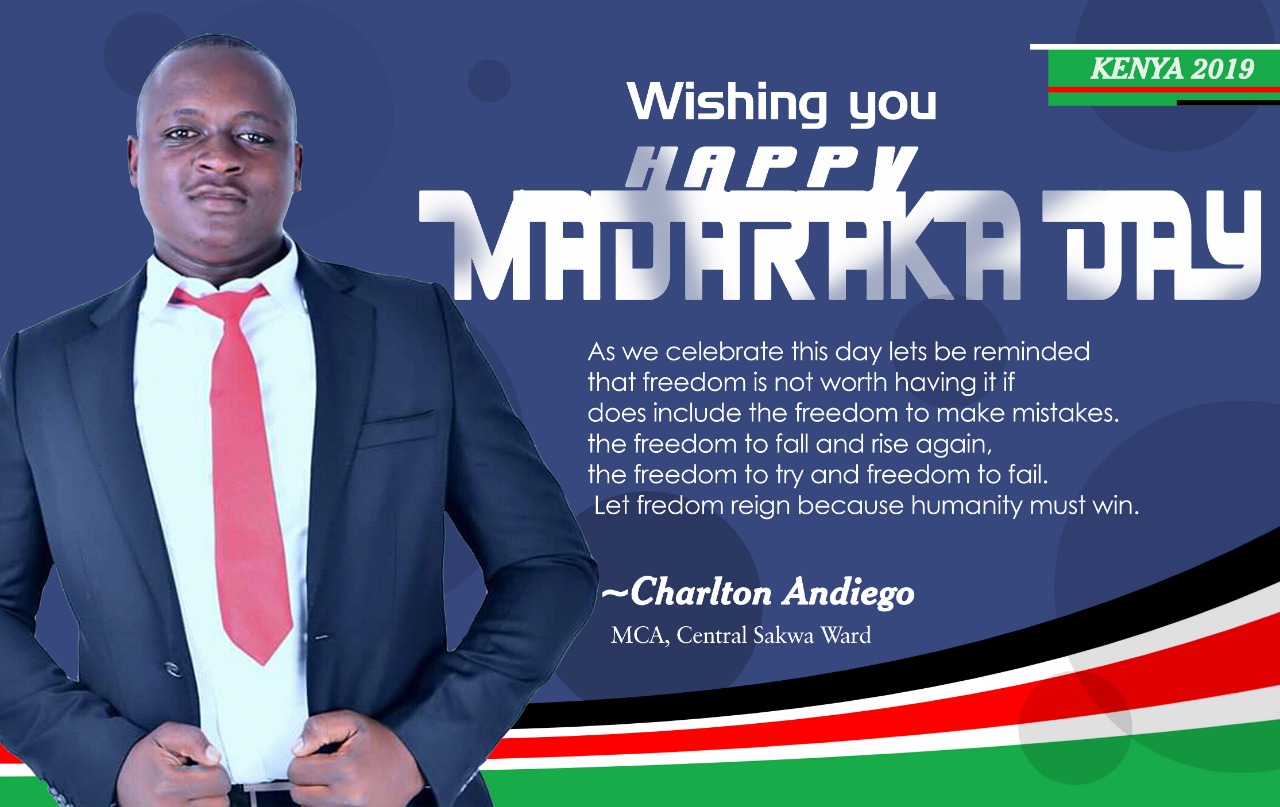 KENYA 2019
Wishing you
HAPPY
MADARAKA DAY
As we celebrate this day lets be reminded
that freedom is not worth having it if
does include the freedom to make mistakes.
the freedom to fall and rise again,
the freedom to try and freedom to fail.
Let fredom reign because humanity must win.
~Charlton Andiego
MCA, Central Sakwa Ward